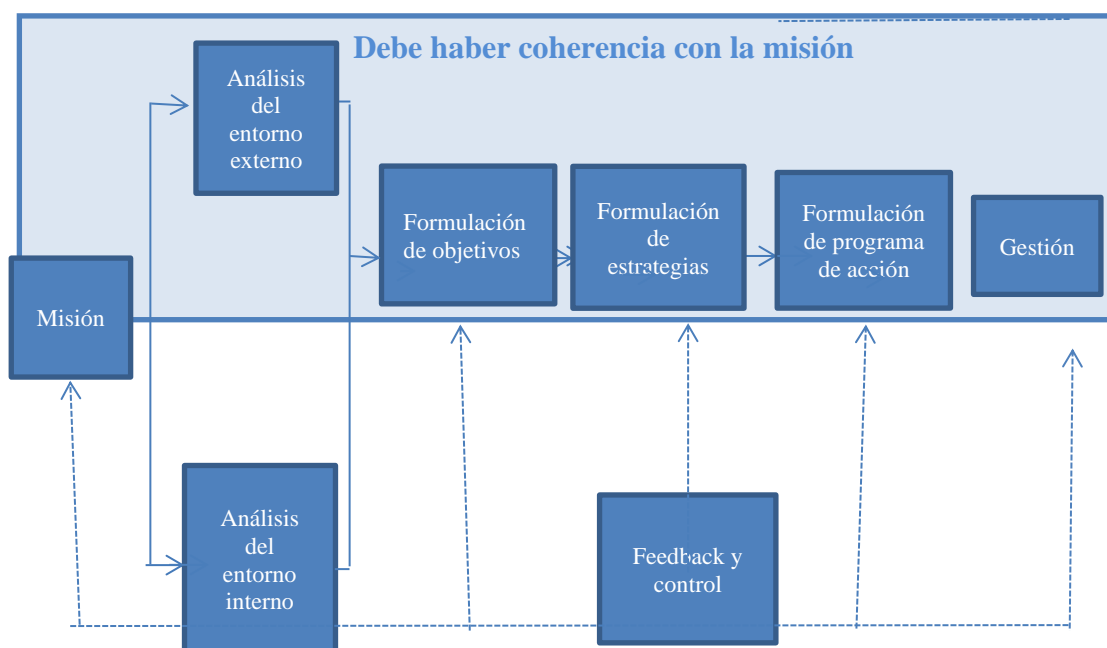 Debe haber coherencia con la misión
Análisis
del
entorno
externo
Formulación
de objetivos
Formulación
de
estrategias
Formulación
de programa
de acción
Gestión
Misión
Análisis
del
entorno
interno
Feedback y
control